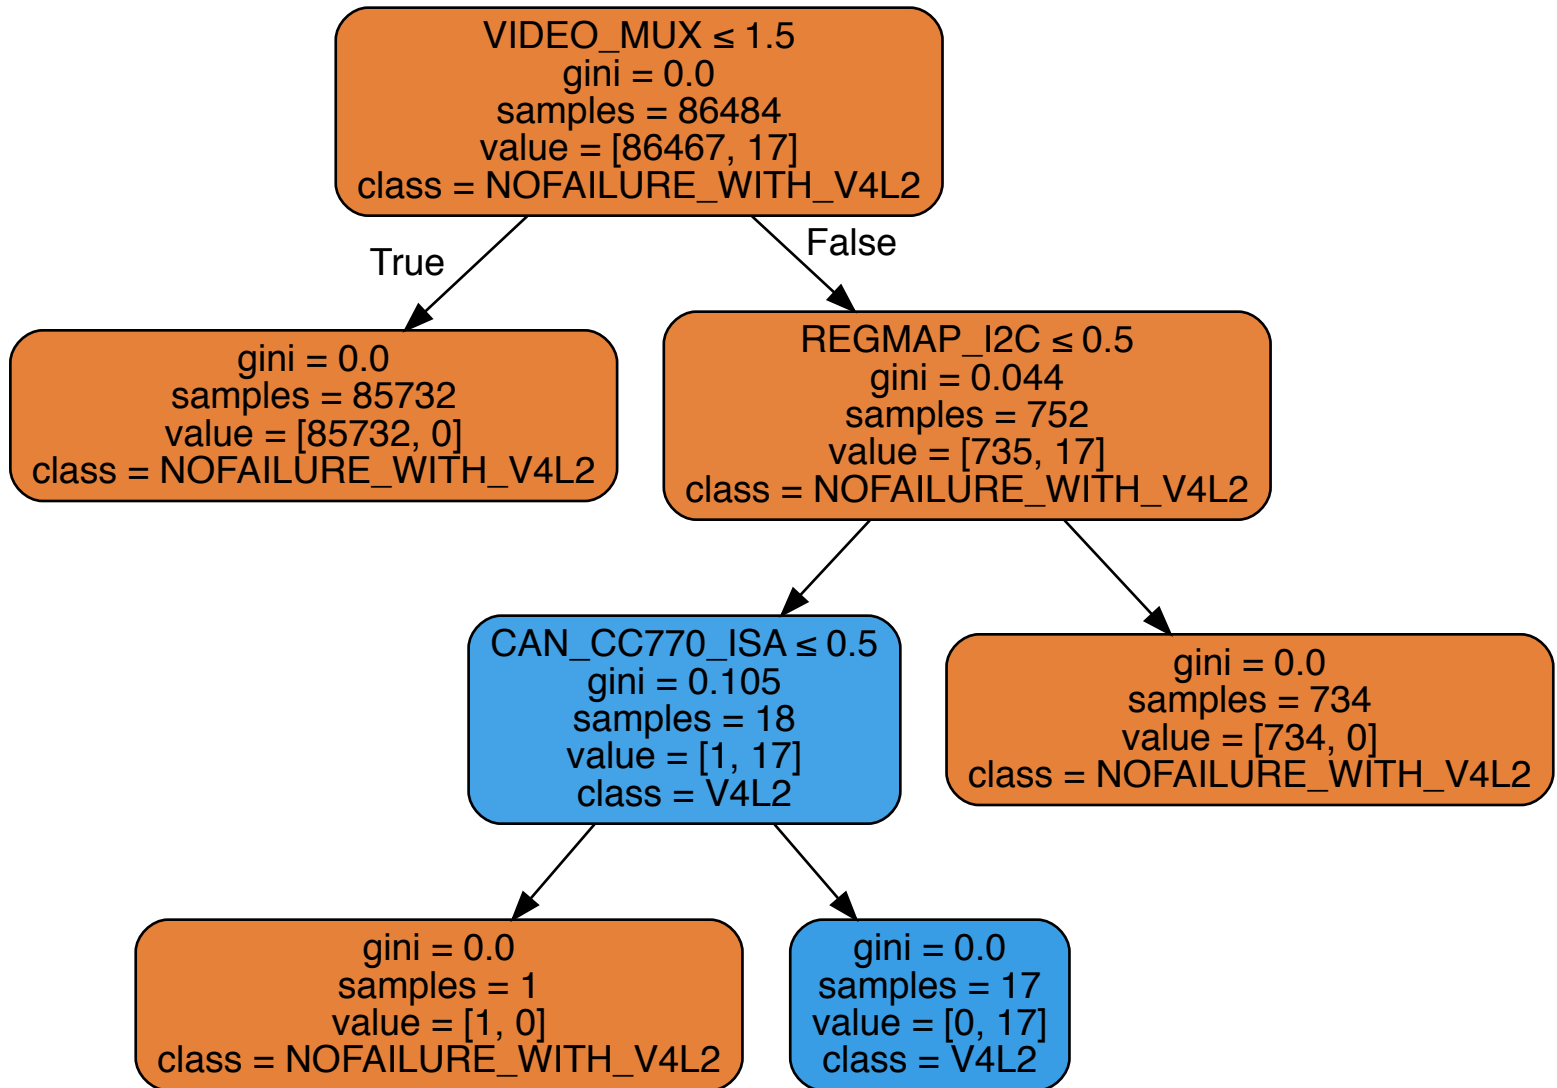 VIDEO_MUX ≤ 1.5
gini = 0.0
samples = 86484
value = [86467, 17]
class = NOFAILURE_WITH_V4L2
True
False
gini = 0.0
samples = 85732
value = [85732, 0]
class = NOFAILURE_WITH_V4L2
REGMAP_I2C ≤ 0.5
gini = 0.044
samples = 752
value = [735, 17]
class = NOFAILURE_WITH_V4L2
CAN_CC770_ISA ≤ 0.5
gini = 0.105
samples = 18
value = [1, 17]
class = V4L2
gini = 0.0
samples = 734
value = [734, 0]
class = NOFAILURE_WITH_V4L2
gini = 0.0
samples = 1
value = [1, 0]
class = NOFAILURE_WITH_V4L2
gini = 0.0
samples = 17
value = [0, 17]
class = V4L2